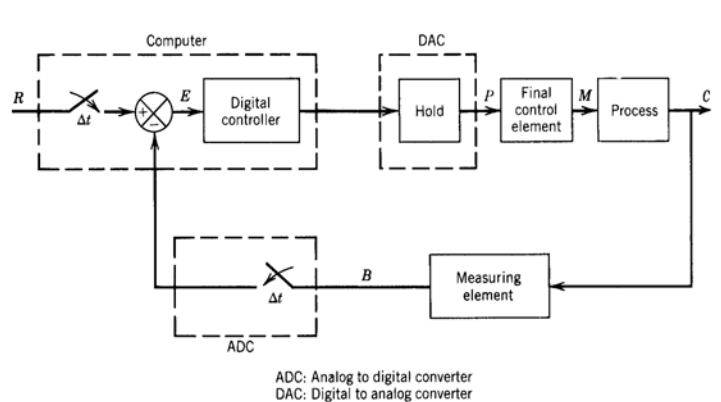 Computer
DAC
R
Δt
+
−
E
Digital
controller
Hold
P
Final
control
element
M
Process
C
Δt
ADC
B
Measuring
element
ADC: Analog to digital converter
DAC: Digital to analog converter